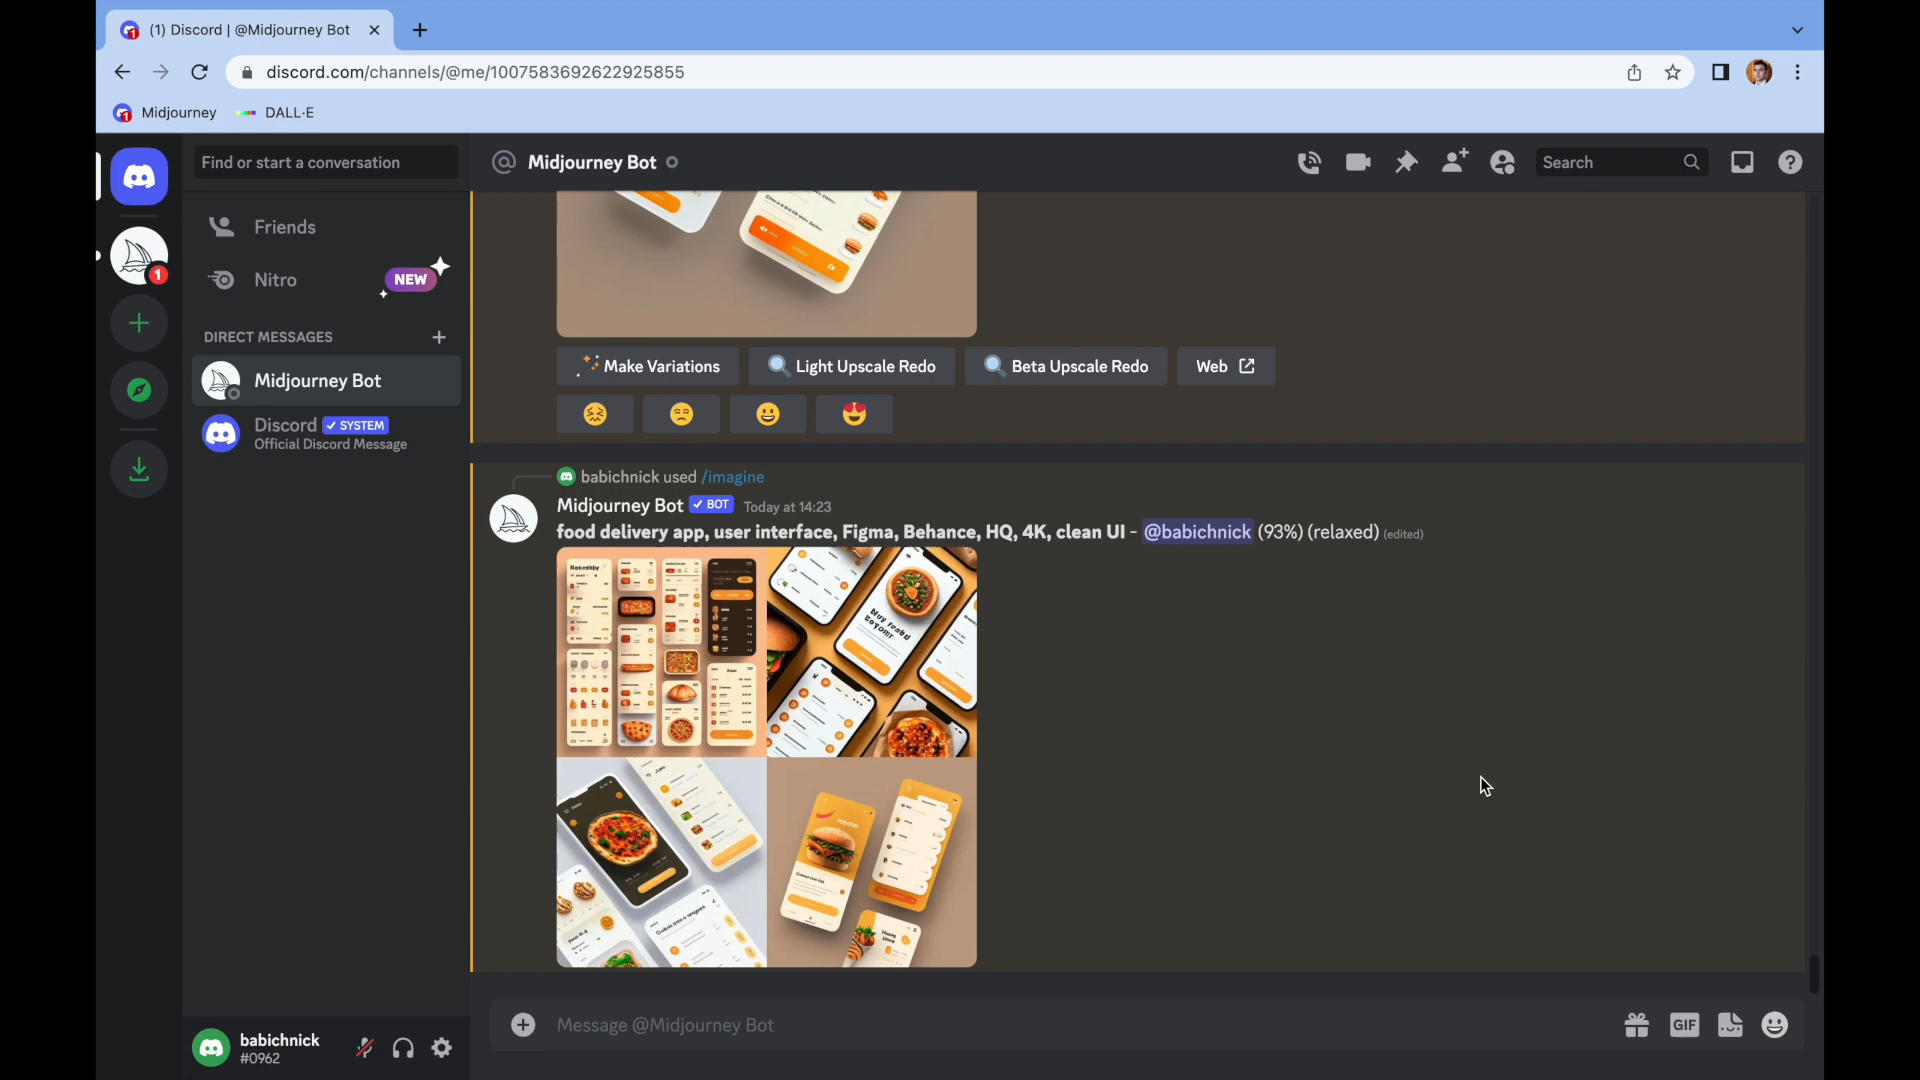 (1) Discord | @Midjourney Bot
discord.com/channels/@me/1007583692622925855
Midjourney
DALL·E
Find or start a conversation
Midjourney Bot
Search
Friends
Nitro
NEW
DIRECT MESSAGES
Midjourney Bot
Discord
SYSTEM
Official Discord Message
1
Make Variations
Light Upscale Redo
Beta Upscale Redo
Web
babichnick used /imagine
Midjourney Bot BOT Today at 14:23
food delivery app, user interface, Figma, Behance, HQ, 4K, clean UI - @babichnick (93%) (relaxed) (edited)
Message @Midjourney Bot
GIF
babichnick
#0962